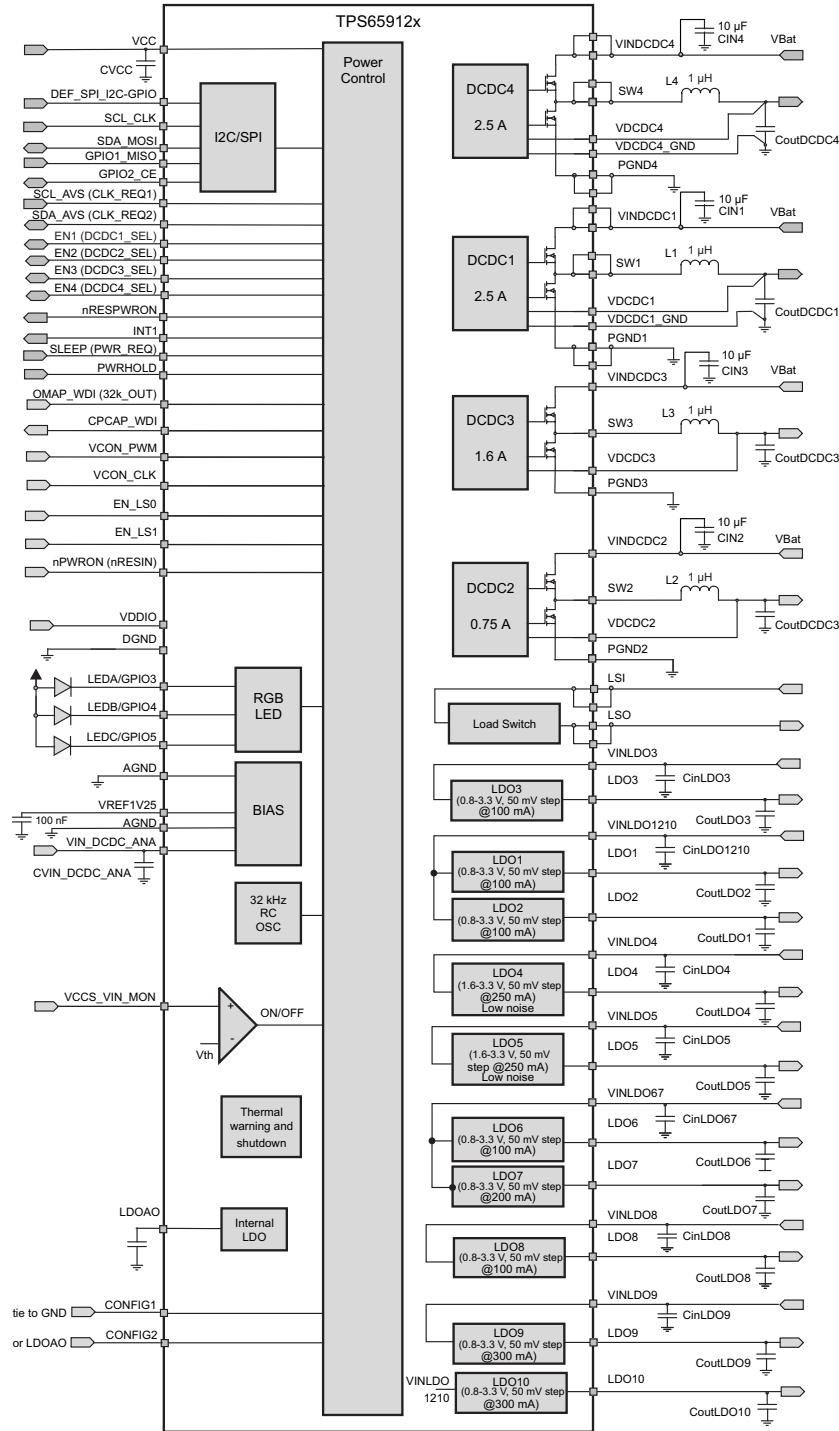 TPS65912x
VCC
CVCC
DEF_SPI_I2C-GPIO
SCL_CLK
SDA_MOSI
GPIO1_MISO
GPIO2_CE
SCL_AVS (CLK_REQ1)
SDA_AVS (CLK_REQ2)
EN1 (DCDC1_SEL)
EN2 (DCDC2_SEL)
EN3 (DCDC3_SEL)
EN4 (DCDC4_SEL)
nRESPWRON
INT1
SLEEP (PWR_REQ)
PWRHOLD
OMAP_WDI (32k_OUT)
CPCAP_WDI
VCON_PWM
VCON_CLK
EN_LS0
EN_LS1
nPWRON (nRESIN)
VDDIO
DGND
LEDA/GPIO3
LEDB/GPIO4
LEDC/GPIO5
AGND
VREF1V25
100 nF
AGND
VIN_DCDC_ANA
CVIN_DCDC_ANA
VCCS_VIN_MON
LDOAO
tie to GND
CONFIG1
or LDOAO
CONFIG2
I2C/SPI
RGB
LED
BIAS
32 kHz
RC
OSC
+
-
Vth
ON/OFF
Thermal
warning and
shutdown
Internal
LDO
Power
Control
DCDC4
2.5 A
VINDCDC4
10 µF
CIN4
VBat
SW4
L4
1 µH
VDCDC4
VDCDC4_GND
CoutDCDC4
PGND4
DCDC1
2.5 A
VINDCDC1
10 µF
CIN1
VBat
SW1
L1
1 µH
VDCDC1
VDCDC1_GND
CoutDCDC1
PGND1
DCDC3
1.6 A
VINDCDC3
10 µF
CIN3
VBat
SW3
L3
1 µH
VDCDC3
CoutDCDC3
PGND3
DCDC2
0.75 A
VINDCDC2
10 µF
CIN2
VBat
SW2
L2
1 µH
VDCDC2
CoutDCDC3
PGND2
Load Switch
LSI
LSO
VINLDO3
CinLDO3
LDO3
(0.8-3.3 V, 50 mV step
@100 mA)
LDO3
CoutLDO3
VINLDO1210
CinLDO1210
LDO1
(0.8-3.3 V, 50 mV step
@100 mA)
LDO1
CoutLDO2
LDO2
(0.8-3.3 V, 50 mV step
@100 mA)
LDO2
CoutLDO1
VINLDO4
CinLDO4
LDO4
(1.6-3.3 V, 50 mV step
@250 mA)
Low noise
LDO4
CoutLDO4
VINLDO5
CinLDO5
LDO5
(1.6-3.3 V, 50 mV
step @250 mA)
Low noise
LDO5
CoutLDO5
VINLDO67
CinLDO67
LDO6
(0.8-3.3 V, 50 mV step
@100 mA)
LDO6
CoutLDO6
LDO7
(0.8-3.3 V, 50 mV step
@200 mA)
LDO7
CoutLDO7
VINLDO8
CinLDO8
LDO8
(0.8-3.3 V, 50 mV step
@100 mA)
LDO8
CoutLDO8
VINLDO9
CinLDO9
LDO9
(0.8-3.3 V, 50 mV step
@300 mA)
LDO9
CoutLDO9
VINLDO
1210
LDO10
(0.8-3.3 V, 50 mV step
@300 mA)
LDO10
CoutLDO10